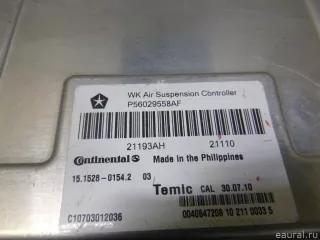 WK Air Suspension Controller
P56029558AF
21193AH 21110
Continental Made in the Philippines
15.1528-0154.2 03
Temic CAL 30.07.10
C10703012036 0040847208 10 211 0033 5
eaural.ru